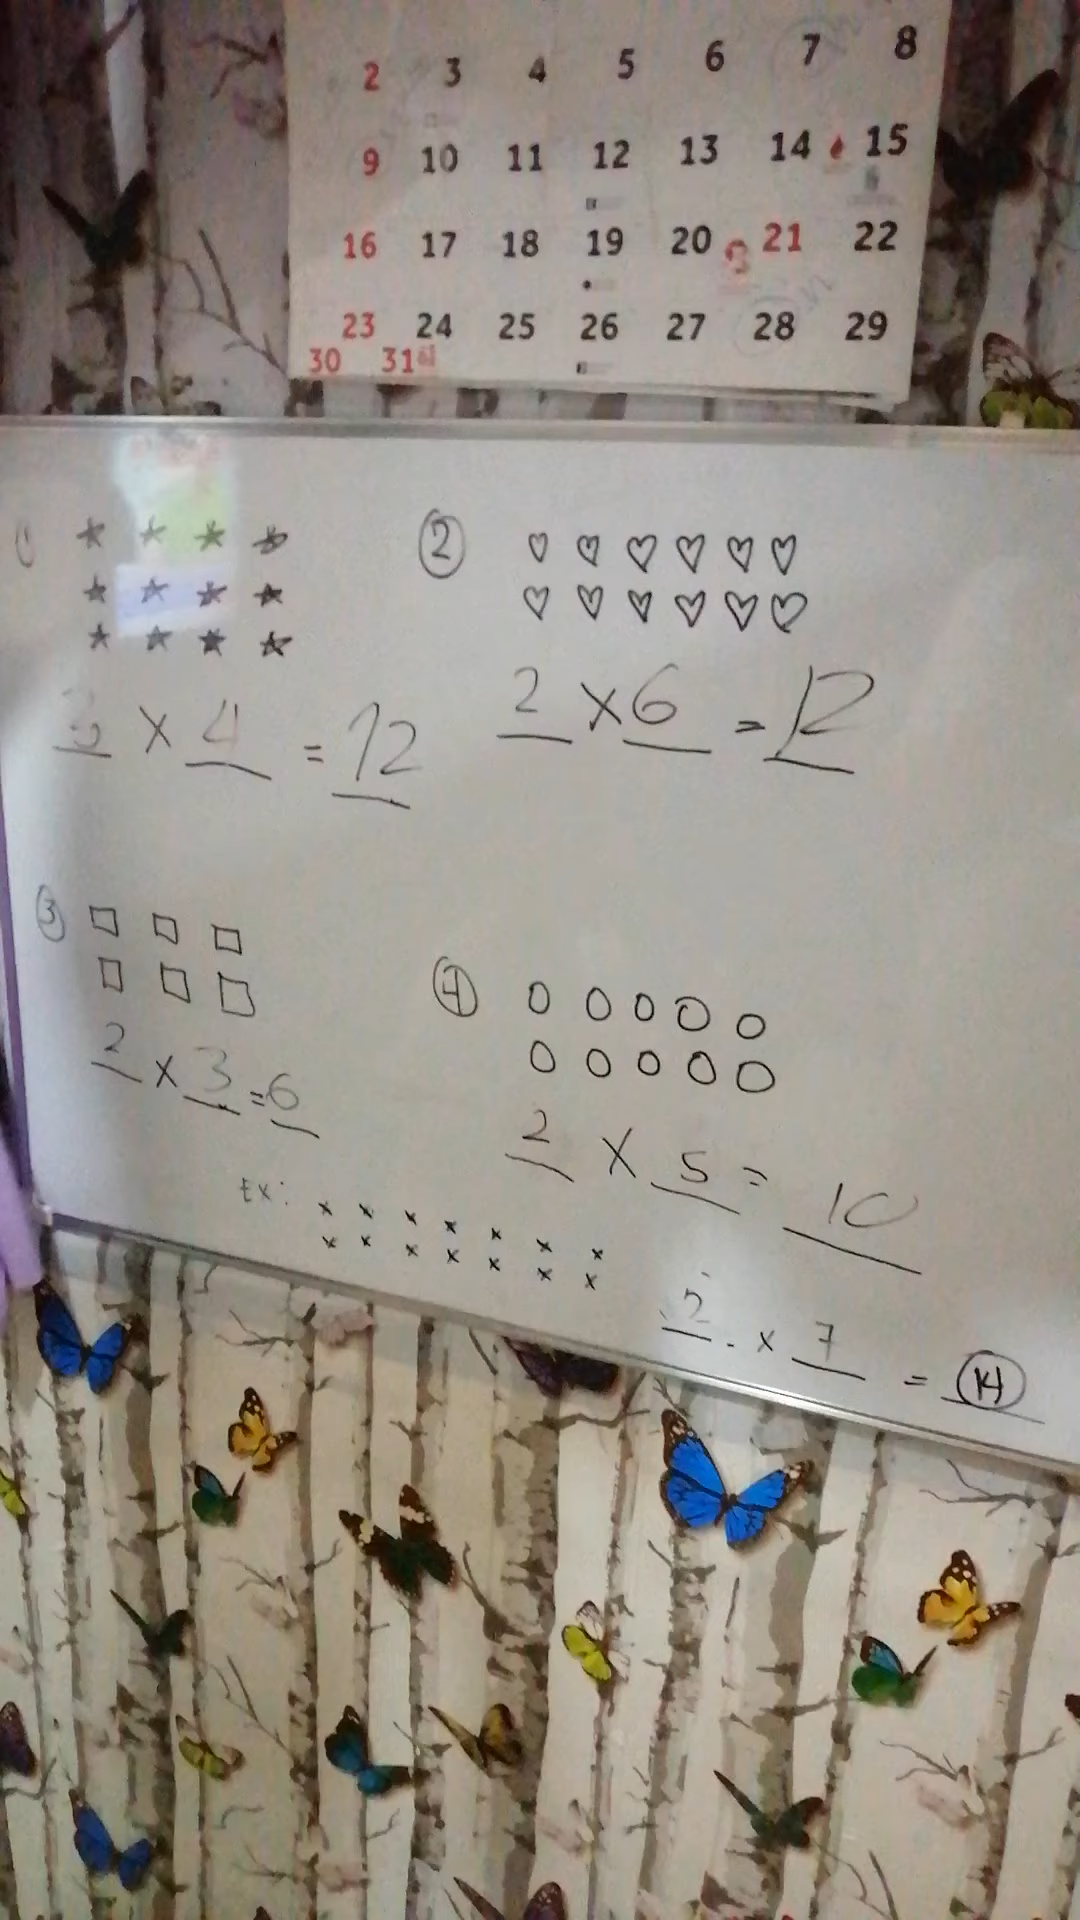 2 3 4 5 6 7 8
9 10 11 12 13 14 15
16 17 18 19 20 21 22
23 24 25 26 27 28 29
30 31
1
3 x 4 = 12
2
2 x 6 = 12
3
2 x 3 = 6
4
2 x 5 = 10
Ex:
2 x 7 = 14